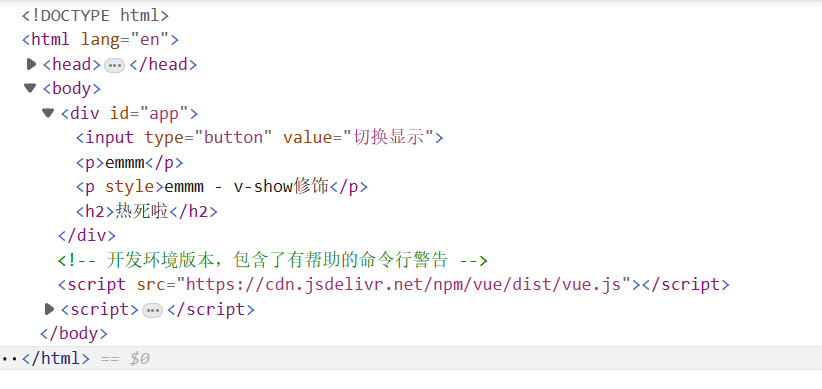 <!DOCTYPE html>
<html lang="en">
<head>…</head>
<body>
<div id="app">
<input type="button" value="切换显示">
<p>emmm</p>
<p style>emmm - v-show修饰</p>
<h2>热死啦</h2>
</div>
<!-- 开发环境版本，包含了有帮助的命令行警告 -->
<script src="https://cdn.jsdelivr.net/npm/vue/dist/vue.js"></script>
<script>…</script>
</body>
</html> == $0